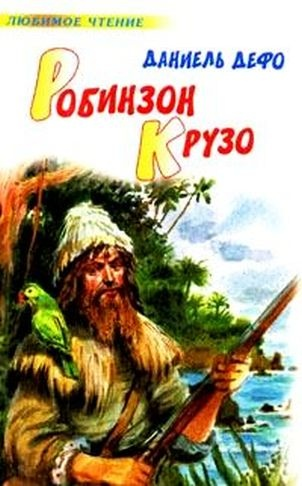 ЛЮБИМОЕ ЧТЕНИЕ
ДАНИЕЛЬ ДЕФО
РОБИНЗОН
КРУЗО